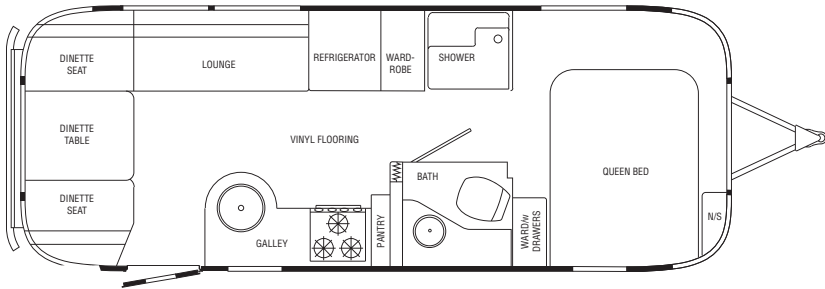 DINETTE
SEAT
LOUNGE
REFRIGERATOR
WARD-
ROBE
SHOWER
DINETTE
TABLE
VINYL FLOORING
QUEEN BED
BATH
DINETTE
SEAT
GALLEY
PANTRY
WARD/w
DRAWERS
N/S